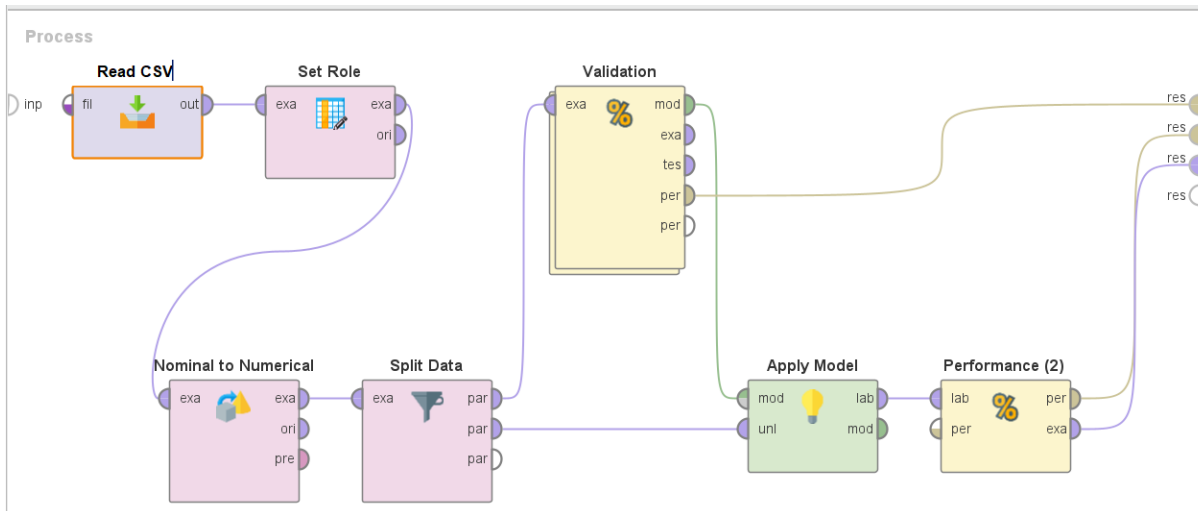 Process
Read CSV
Set Role
Validation
inp
fil
out
exa
exa
ori
exa
mod
exa
tes
per
per
res
res
res
res
Nominal to Numerical
Split Data
Apply Model
Performance (2)
exa
exa
ori
pre
exa
par
par
par
mod
unl
lab
mod
lab
per
per
exa